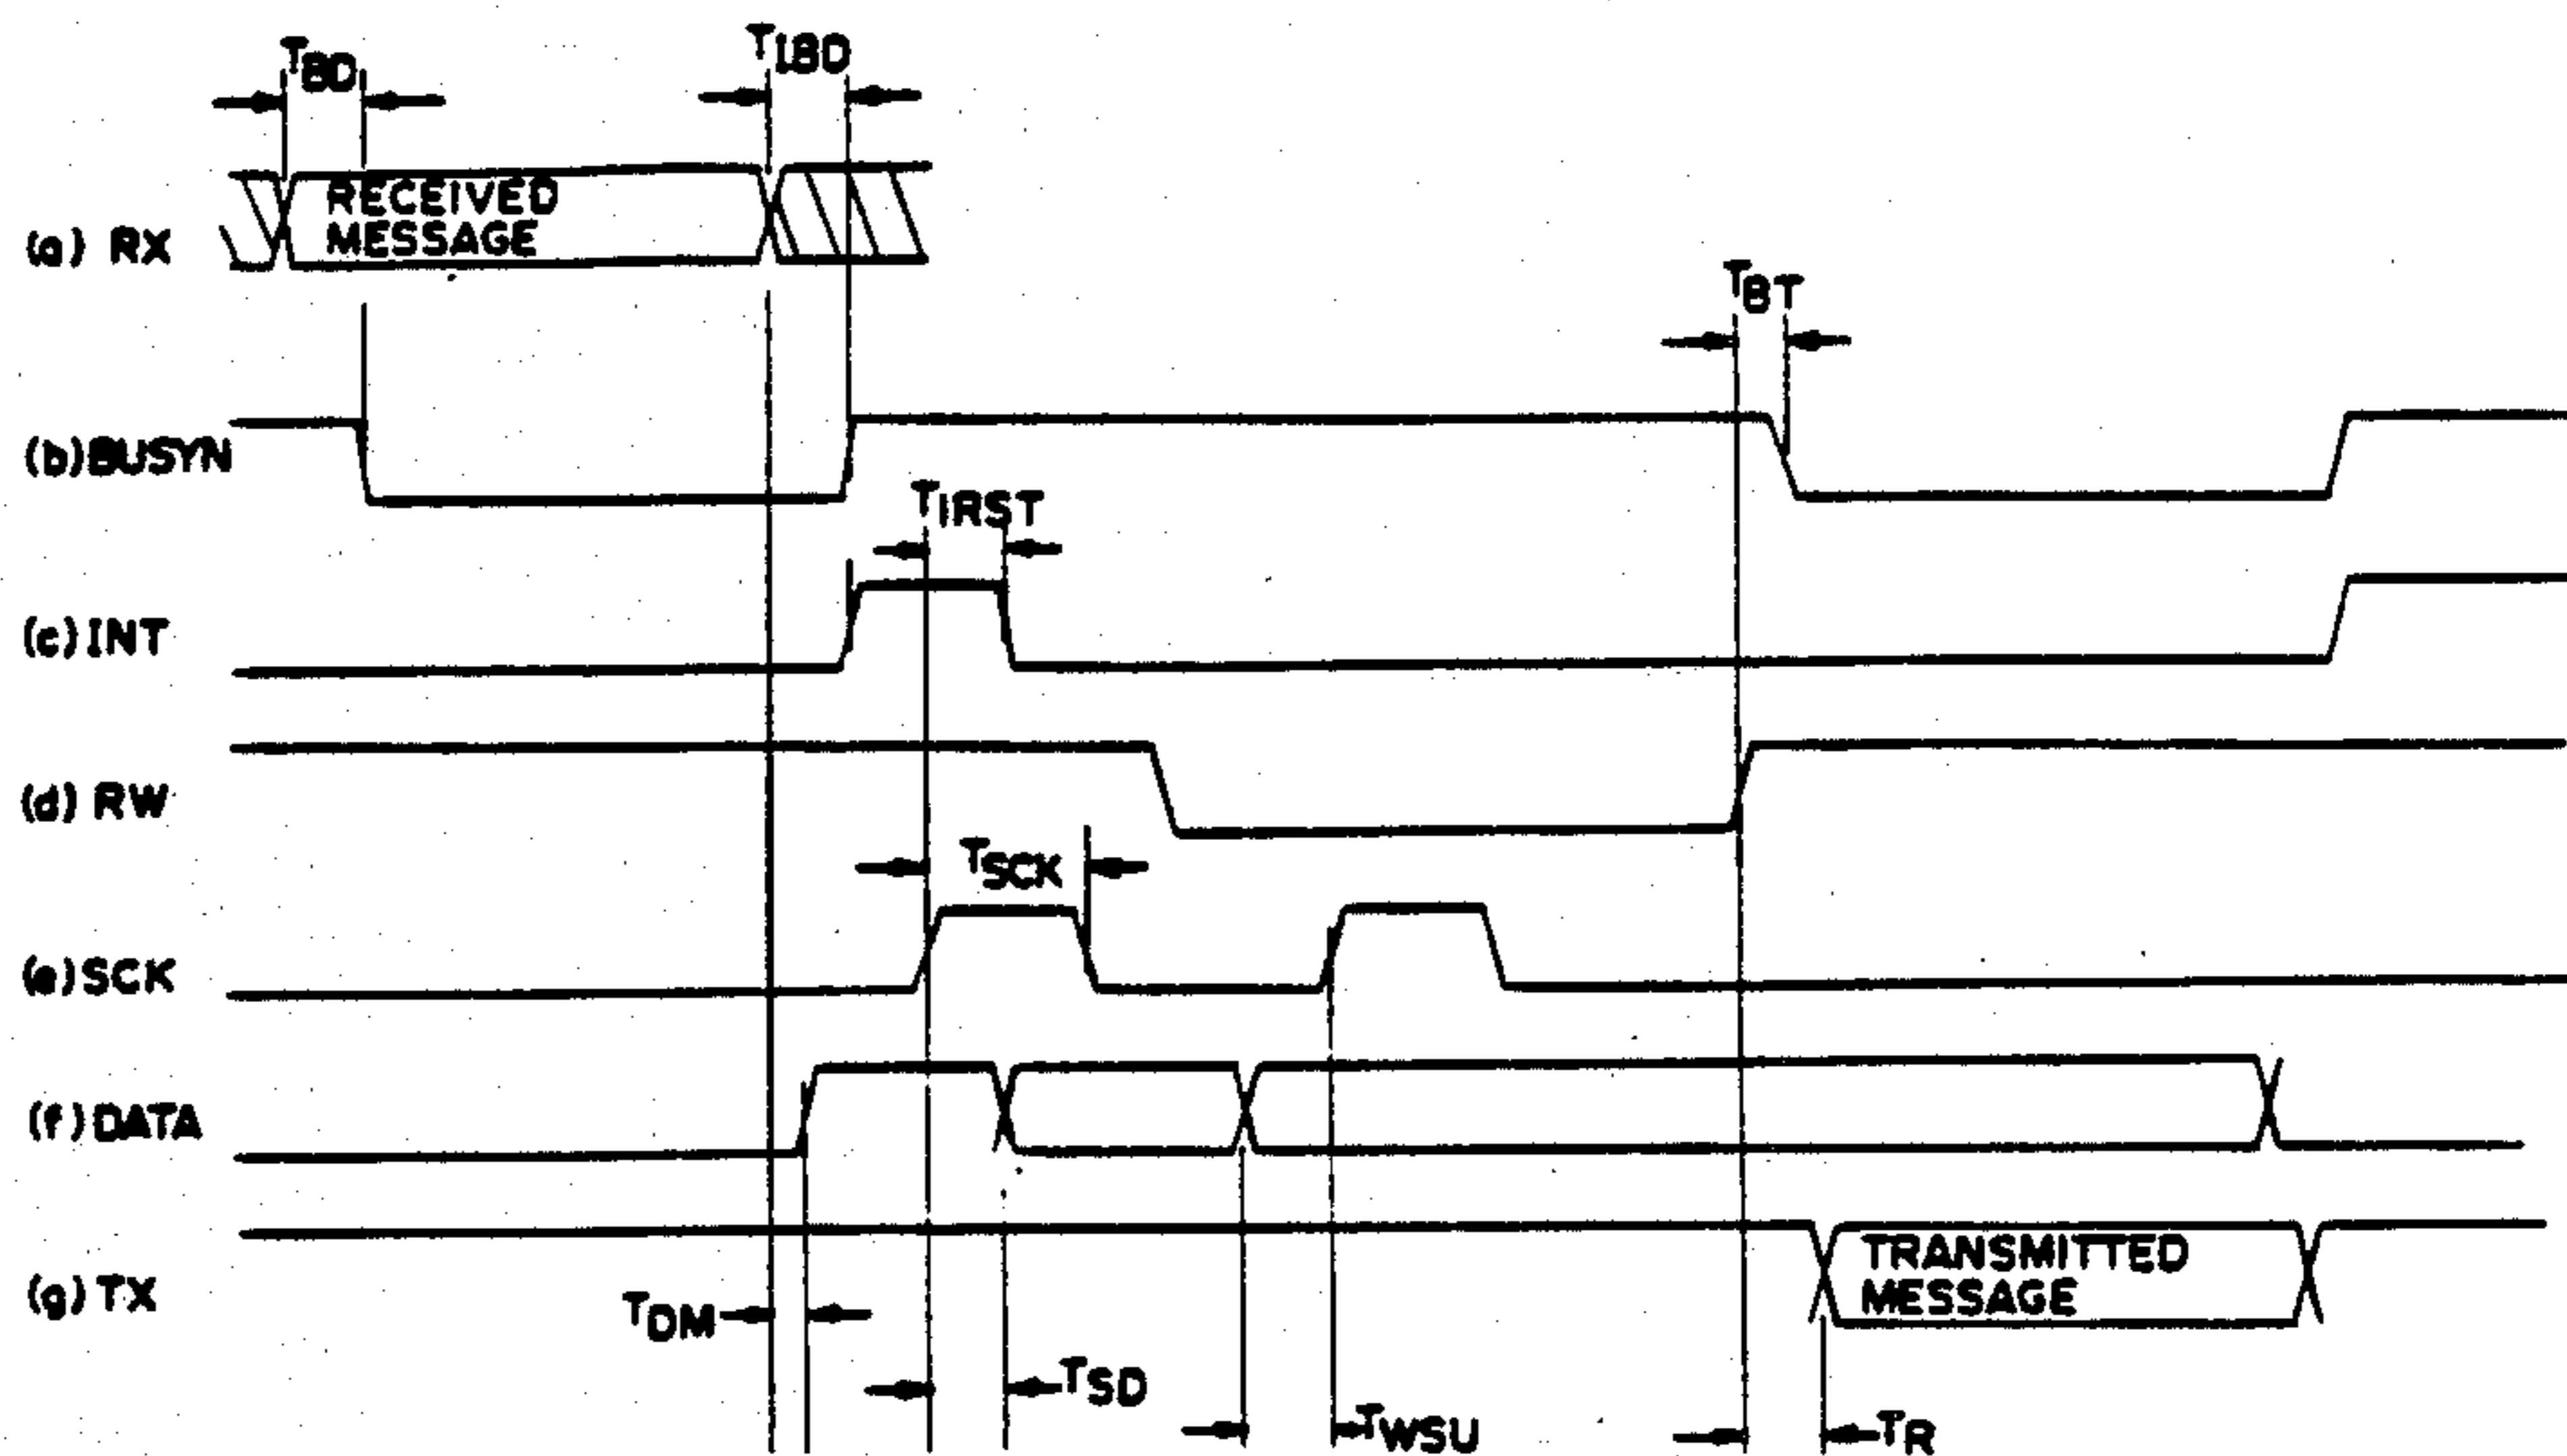 TBD
TIBD
(a) RX
RECEIVED
MESSAGE
TBT
(b) BUSYN
TIRST
(c) INT
(d) RW
TSCK
(e) SCK
(f) DATA
(g) TX
TRANSMITTED
MESSAGE
TDM
TSD
TWSU
TR